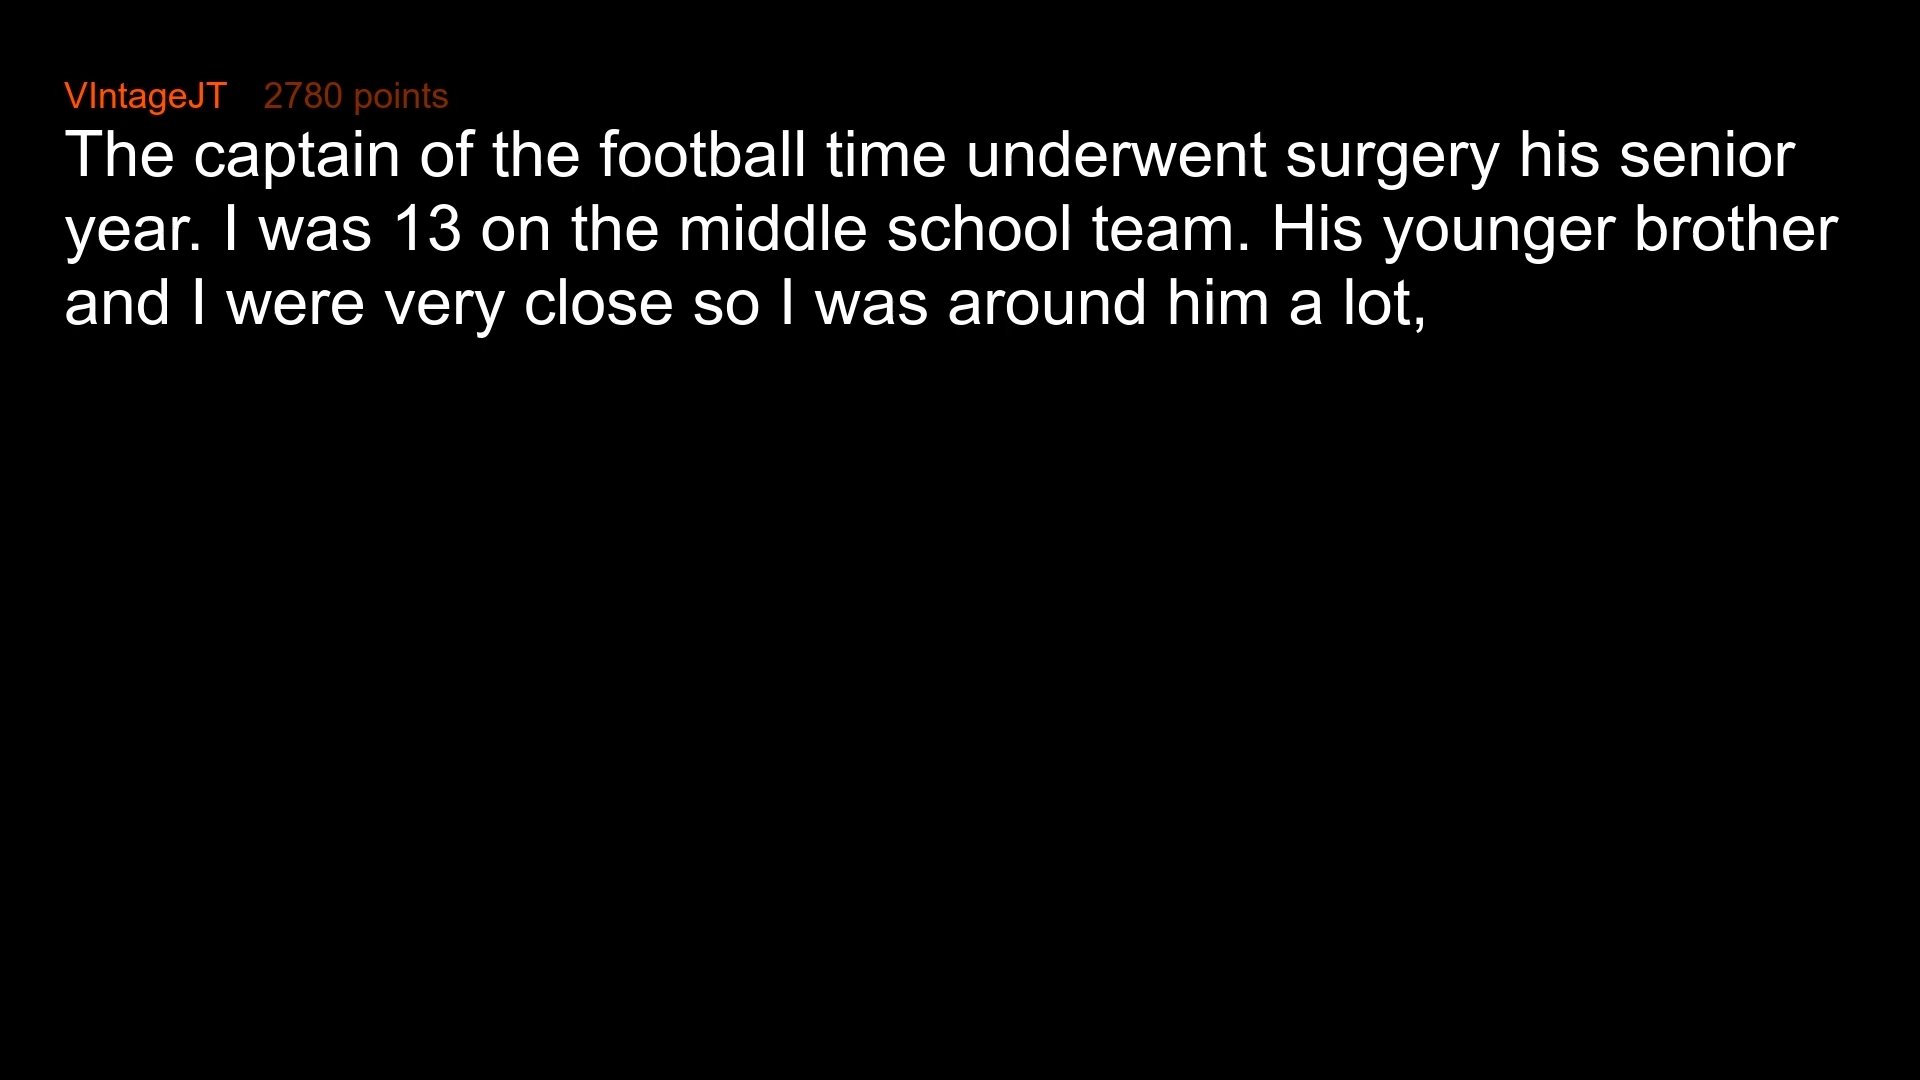 VIntageJT 2780 points
The captain of the football time underwent surgery his senior
year. I was 13 on the middle school team. His younger brother
and I were very close so I was around him a lot,